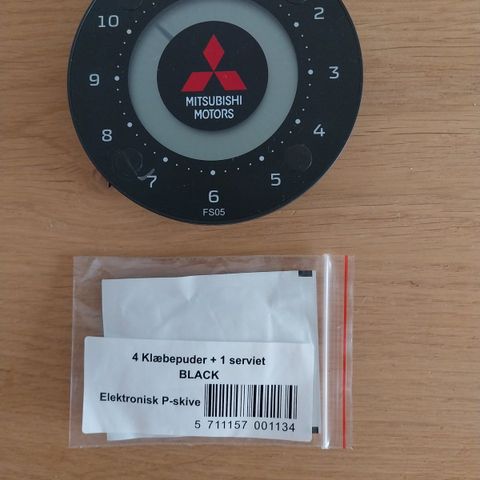 10
2
9
3
MITSUBISHI
MOTORS
8
4
7
5
6
FS05
4 Klæbepuder + 1 serviet
BLACK
Elektronisk P-skive
5 711157 001134